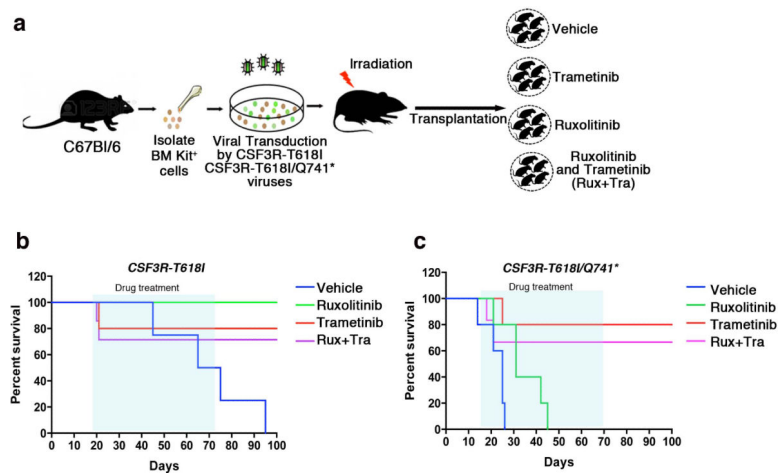 a
Irradiation
Vehicle
Trametinib
Ruxolitinib
Ruxolitinib
and Trametinib
(Rux+Tra)
C67Bl/6
Isolate
BM Kit⁺
cells
Viral Transduction
by CSF3R-T618I
CSF3R-T618I/Q741*
viruses
Transplantation
b
CSF3R-T618I
Drug treatment
Percent survival
120
100
80
60
40
20
0
0 10 20 30 40 50 60 70 80 90 100
Days
Vehicle
Ruxolitinib
Trametinib
Rux+Tra
c
CSF3R-T618I/Q741*
Drug treatment
Percent survival
120
100
80
60
40
20
0
0 10 20 30 40 50 60 70 80 90 100
Days
Vehicle
Ruxolitinib
Trametinib
Rux+Tra